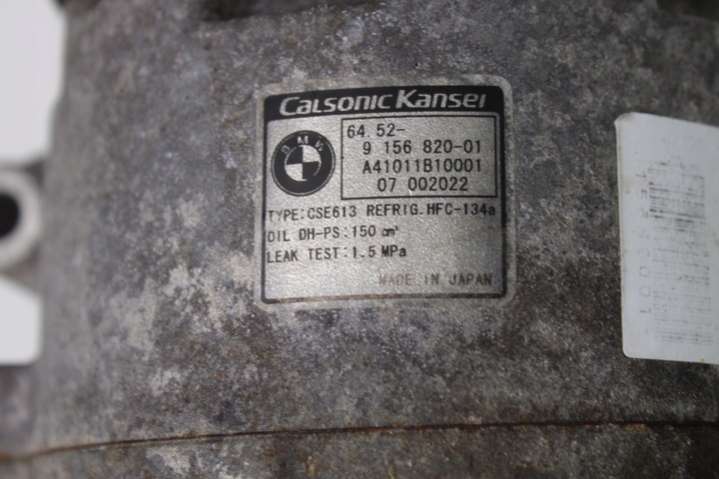 CALSONIC KANSEI
BMW
64.52-
9 156 820-01
A41011B10001
07 002022
TYPE:CSE613 REFRIG.HFC-134a
OIL DH-PS:150 cm³
LEAK TEST:1.5 MPa
MADE IN JAPAN